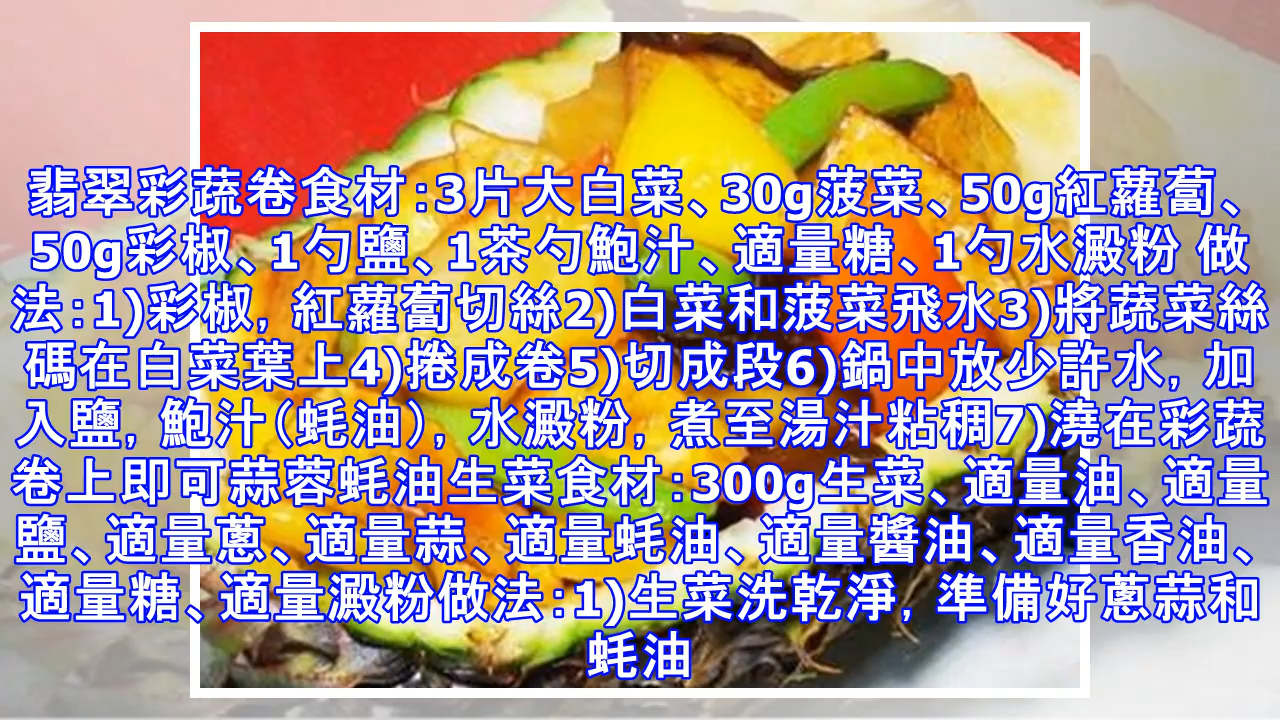 翡翠彩蔬卷食材:3片大白菜、30g菠菜、50g紅蘿蔔、
50g彩椒、1勺鹽、1茶勺鮑汁、適量糖、1勺水澱粉 做
法:1)彩椒，紅蘿蔔切絲2)白菜和菠菜飛水3)將蔬菜絲
碼在白菜葉上4)捲成卷5)切成段6)鍋中放少許水，加
入鹽，鮑汁(蚝油)，水澱粉，煮至湯汁粘稠7)澆在彩蔬
卷上即可蒜蓉蚝油生菜食材:300g生菜、適量油、適量
鹽、適量蔥、適量蒜、適量蚝油、適量醬油、適量香油、
適量糖、適量澱粉做法:1)生菜洗乾淨，準備好蔥蒜和
蚝油